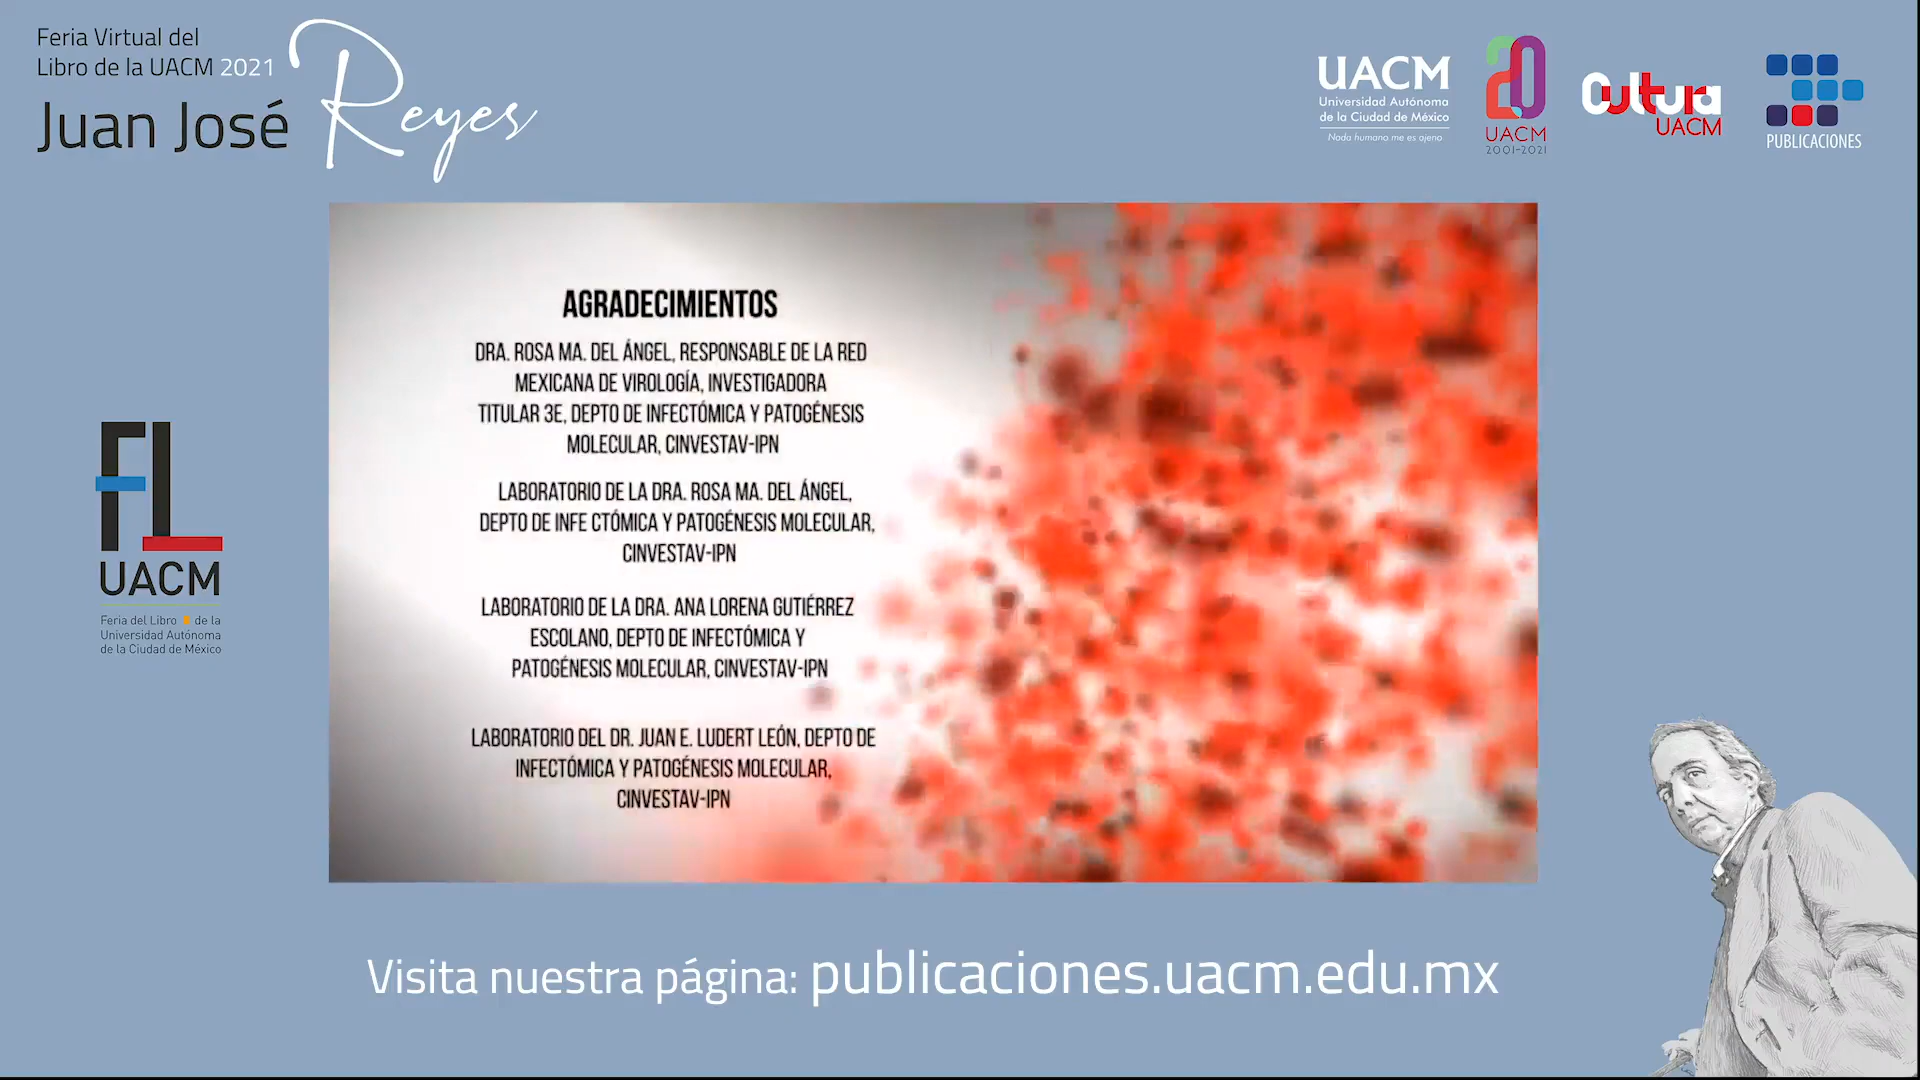 Feria Virtual del
Libro de la UACM 2021
Juan José Reyes
UACM
Universidad Autónoma
de la Ciudad de México
Nada humano me es ajeno
20
UACM
2001-2021
Cultura
UACM
PUBLICACIONES
AGRADECIMIENTOS
DRA. ROSA MA. DEL ÁNGEL, RESPONSABLE DE LA RED
MEXICANA DE VIROLOGÍA, INVESTIGADORA
TITULAR 3E, DEPTO DE INFECTÓMICA Y PATOGÉNESIS
MOLECULAR, CINVESTAV-IPN
LABORATORIO DE LA DRA. ROSA MA. DEL ÁNGEL,
DEPTO DE INFE CTÓMICA Y PATOGÉNESIS MOLECULAR,
CINVESTAV-IPN
LABORATORIO DE LA DRA. ANA LORENA GUTIÉRREZ
ESCOLANO, DEPTO DE INFECTÓMICA Y
PATOGÉNESIS MOLECULAR, CINVESTAV-IPN
LABORATORIO DEL DR. JUAN E. LUDERT LEÓN, DEPTO DE
INFECTÓMICA Y PATOGÉNESIS MOLECULAR,
CINVESTAV-IPN
FL
UACM
Feria del Libro de la
Universidad Autónoma
de la Ciudad de México
Visita nuestra página: publicaciones.uacm.edu.mx